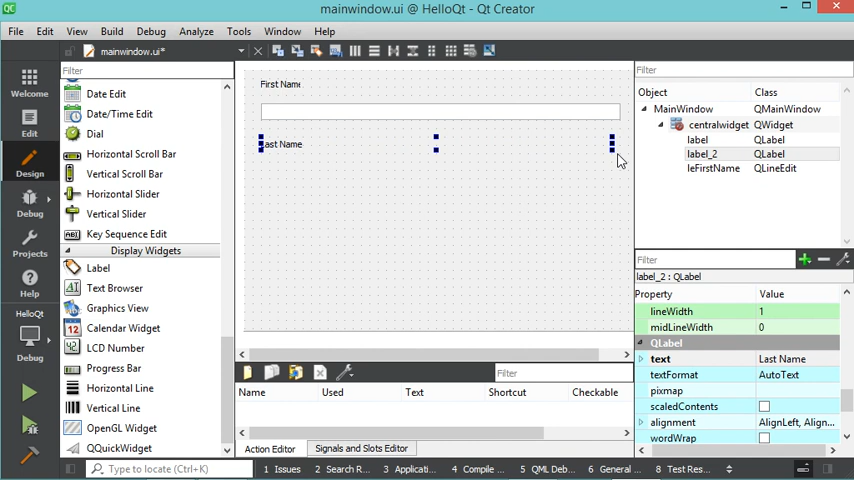 mainwindow.ui @ HelloQt - Qt Creator
File Edit View Build Debug Analyze Tools Window Help
mainwindow.ui*
Welcome
Edit
Design
Debug
Projects
Help
HelloQt
Debug
Filter
Date Edit
Date/Time Edit
Dial
Horizontal Scroll Bar
Vertical Scroll Bar
Horizontal Slider
Vertical Slider
Key Sequence Edit
Display Widgets
Label
Text Browser
Graphics View
Calendar Widget
LCD Number
Progress Bar
Horizontal Line
Vertical Line
OpenGL Widget
QQuickWidget
First Name
Last Name
Filter
Name Used Text Shortcut Checkable
Action Editor Signals and Slots Editor
Filter
Object Class
MainWindow QMainWindow
centralwidget QWidget
label QLabel
label_2 QLabel
leFirstName QLineEdit
Filter
label_2 : QLabel
Property Value
lineWidth 1
midLineWidth 0
QLabel
text Last Name
textFormat AutoText
pixmap
scaledContents
alignment AlignLeft, Align...
wordWrap
Type to locate (Ctrl+K) 1 Issues 2 Search R... 3 Applicati... 4 Compile ... 5 QML Deb... 6 General ... 8 Test Res...